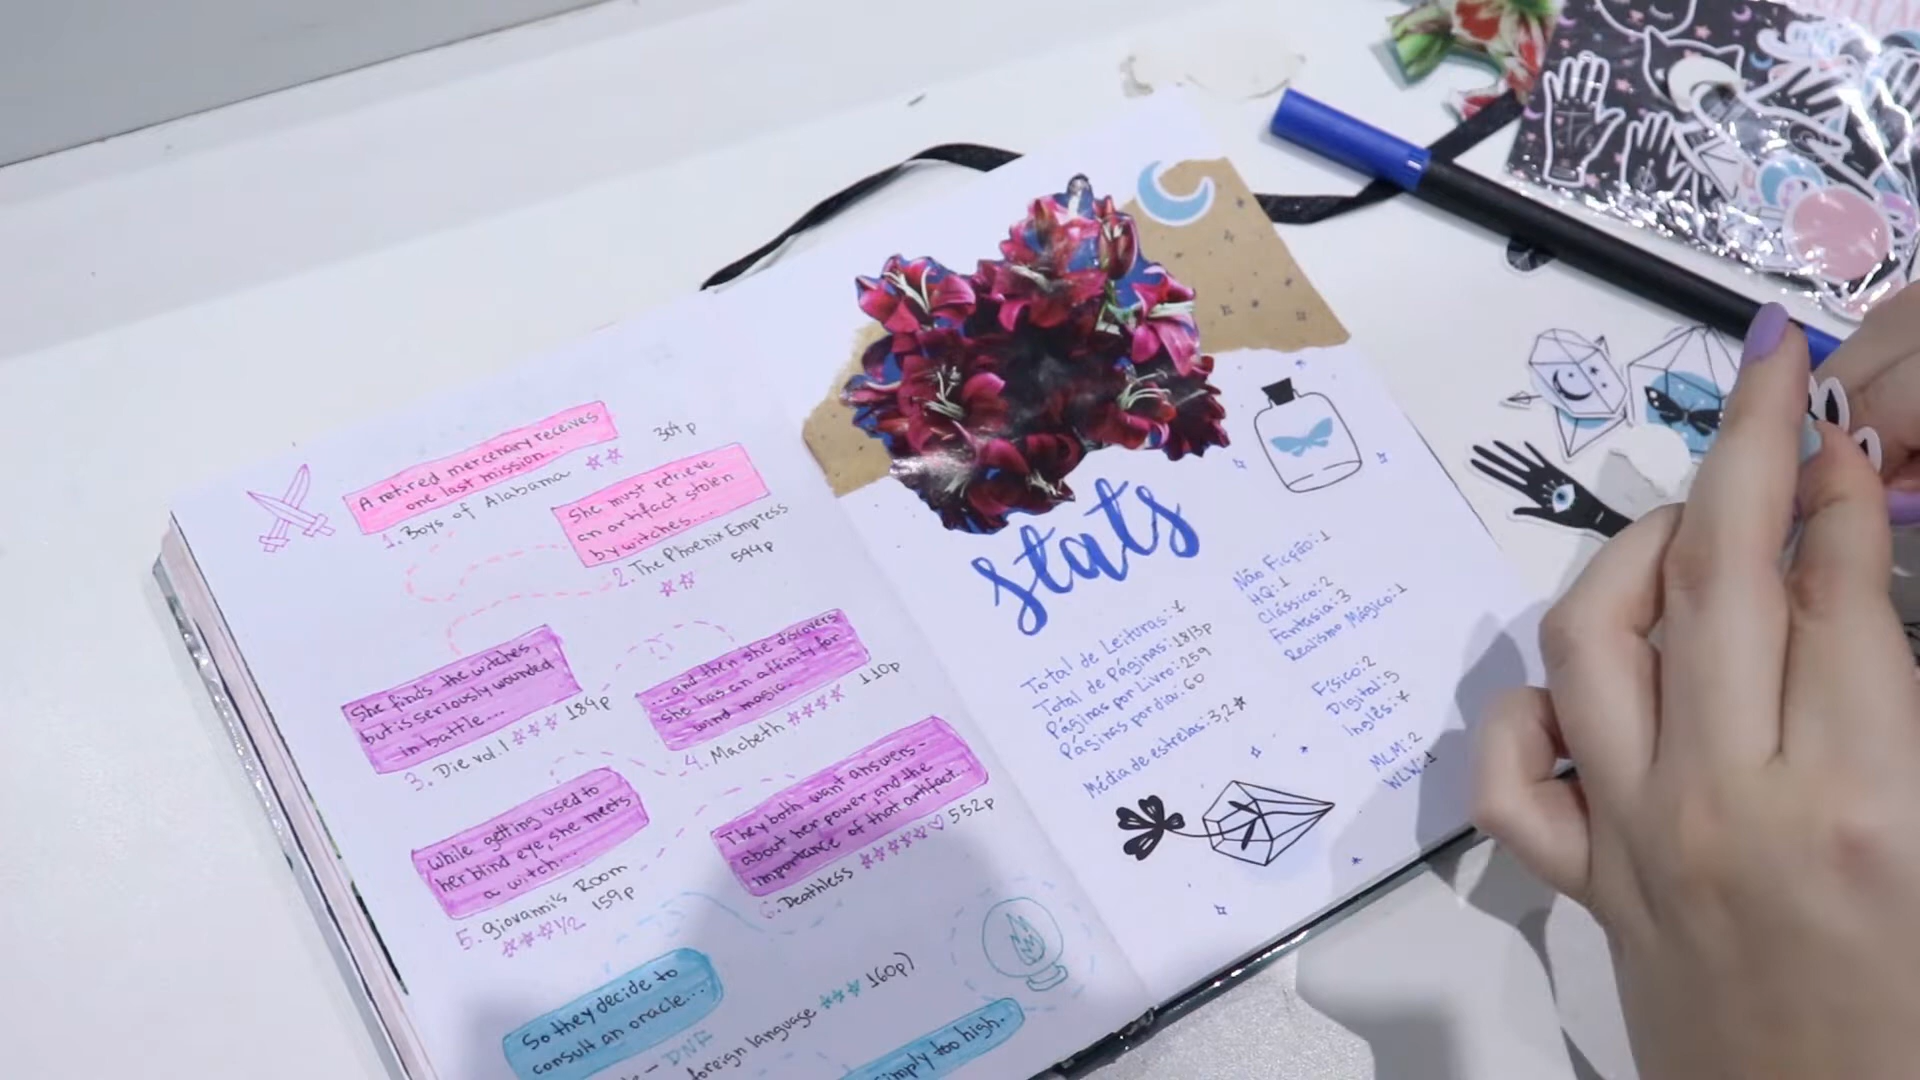 A retired mercenary receives
one last mission...
1. Boys of Alabama
304p
She must retrieve
an artifact stolen
by witches...
2. The Phoenix Empress
594p
She finds the witches,
but is seriously wounded
in battle...
3. Die vol. 1
184p
...and then she discovers
she has an affinity for
wind magic.
4. Macbeth
110p
While getting used to
her blind eye, she meets
a witch...
5. Giovanni's Room
1/2 159p
They both want answers -
about her power, and the
importance of that artifact...
6. Deathless
552p
So they decide to
consult an oracle...
- DNF
foreign language
160p)
simply too high.
stats
Total de Leituras: 7
Total de Páginas: 1813p
Páginas por Livro: 259
Páginas por dia: 60
Média de estrelas: 3,2
Não Ficção: 1
HQ: 1
Clássico: 2
Fantasia: 3
Realismo Mágico: 1
Físico: 2
Digital: 5
Inglês: 7
MLM: 2
WLW: 1